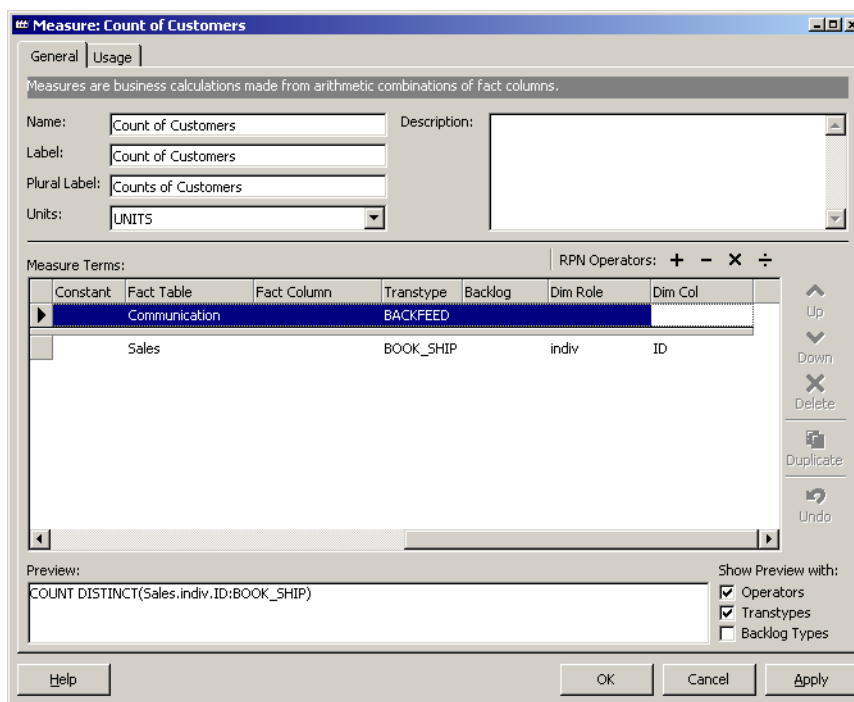 Measure: Count of Customers
General Usage
Measures are business calculations made from arithmetic combinations of fact columns.
Name: Count of Customers Description:
Label: Count of Customers
Plural Label: Counts of Customers
Units: UNITS
Measure Terms: RPN Operators: + − × ÷
Constant Fact Table Fact Column Transtype Backlog Dim Role Dim Col
Communication BACKFEED
Sales BOOK_SHIP indiv ID
Up
Down
Delete
Duplicate
Undo
Preview: Show Preview with:
COUNT DISTINCT(Sales.indiv.ID:BOOK_SHIP)
Operators
Transtypes
Backlog Types
Help OK Cancel Apply